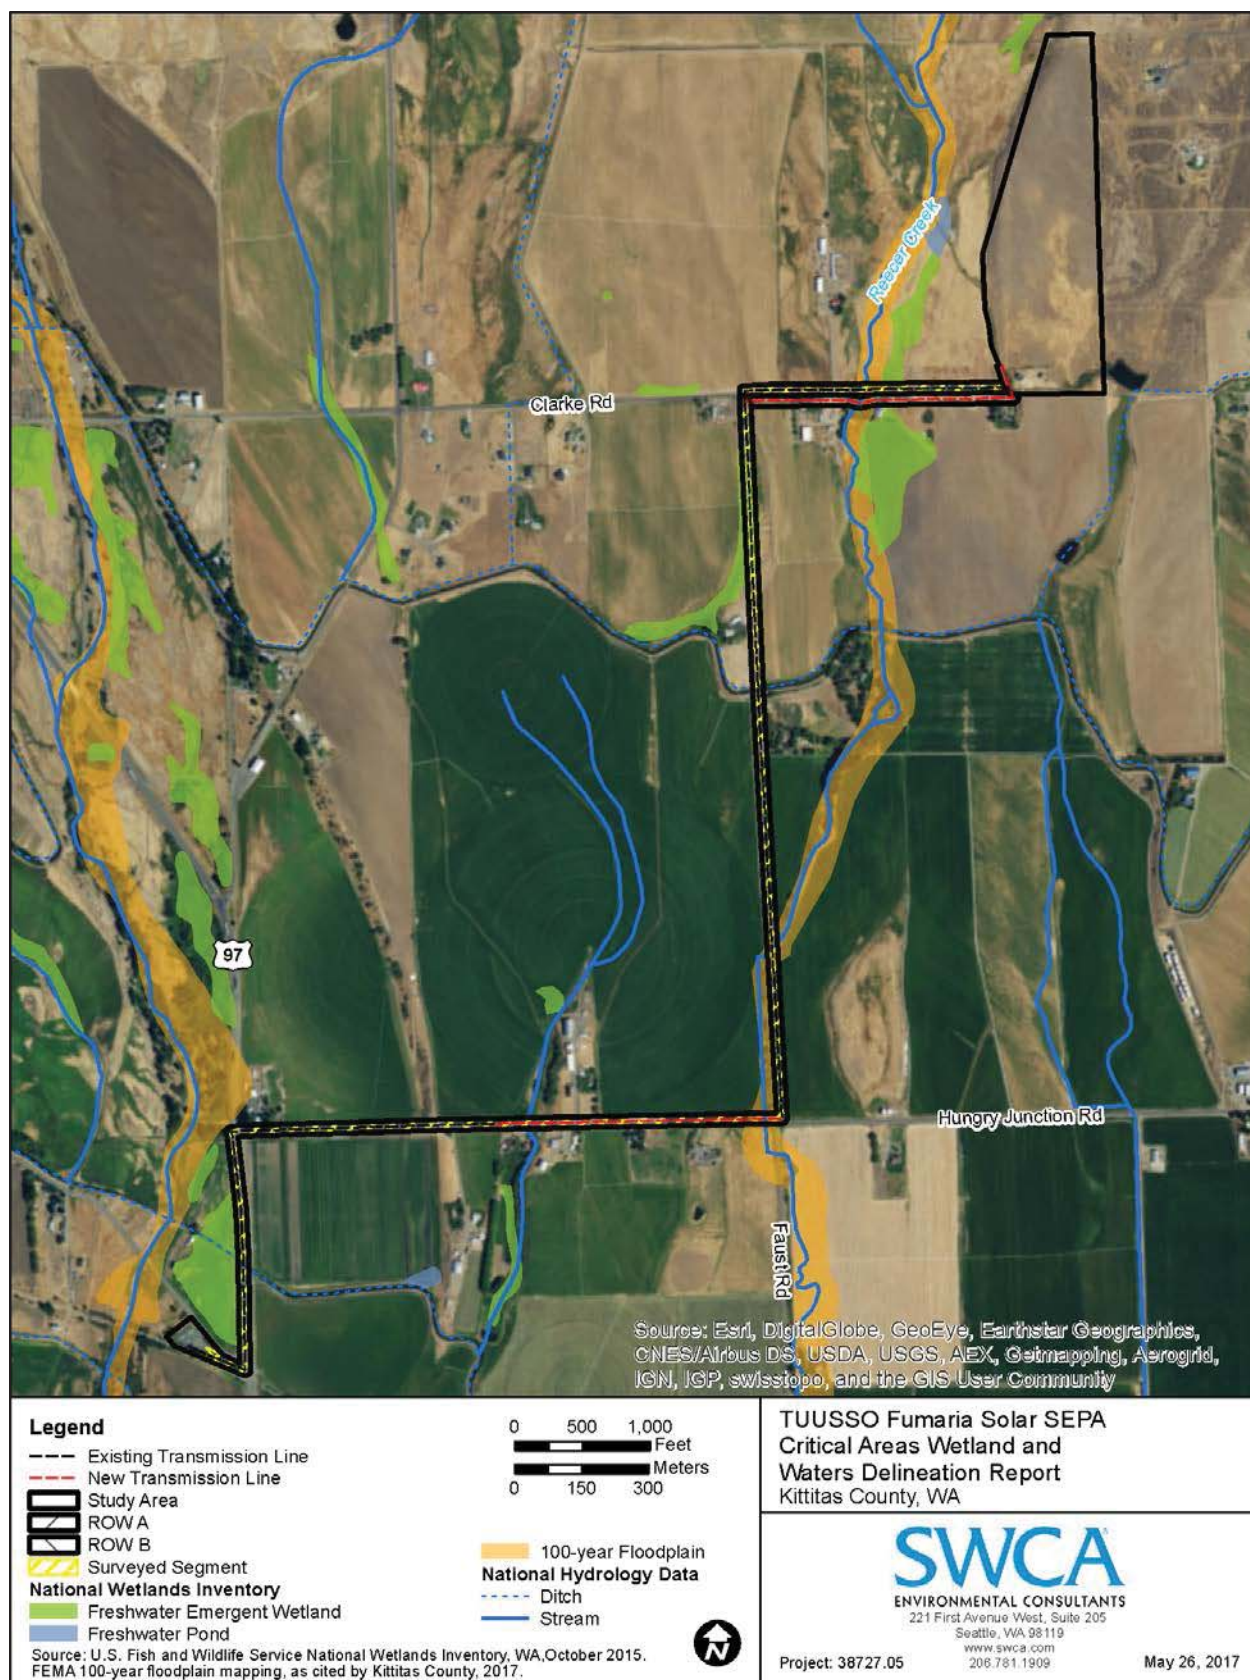 Reecer Creek
Clarke Rd
97
Hungry Junction Rd
Faust Rd
Source: Esri, DigitalGlobe, GeoEye, Earthstar Geographics,
CNES/Airbus DS, USDA, USGS, AEX, Getmapping, Aerogrid,
IGN, IGP, swisstopo, and the GIS User Community
Legend
Existing Transmission Line
New Transmission Line
Study Area
ROW A
ROW B
Surveyed Segment
National Wetlands Inventory
Freshwater Emergent Wetland
Freshwater Pond
Source: U.S. Fish and Wildlife Service National Wetlands Inventory, WA,October 2015.
FEMA 100-year floodplain mapping, as cited by Kittitas County, 2017.
0 500 1,000
Feet
Meters
0 150 300
100-year Floodplain
National Hydrology Data
Ditch
Stream
N
TUUSSO Fumaria Solar SEPA
Critical Areas Wetland and
Waters Delineation Report
Kittitas County, WA
SWCA
ENVIRONMENTAL CONSULTANTS
221 First Avenue West, Suite 205
Seattle, WA 98119
www.swca.com
206.781.1909
Project: 38727.05
May 26, 2017